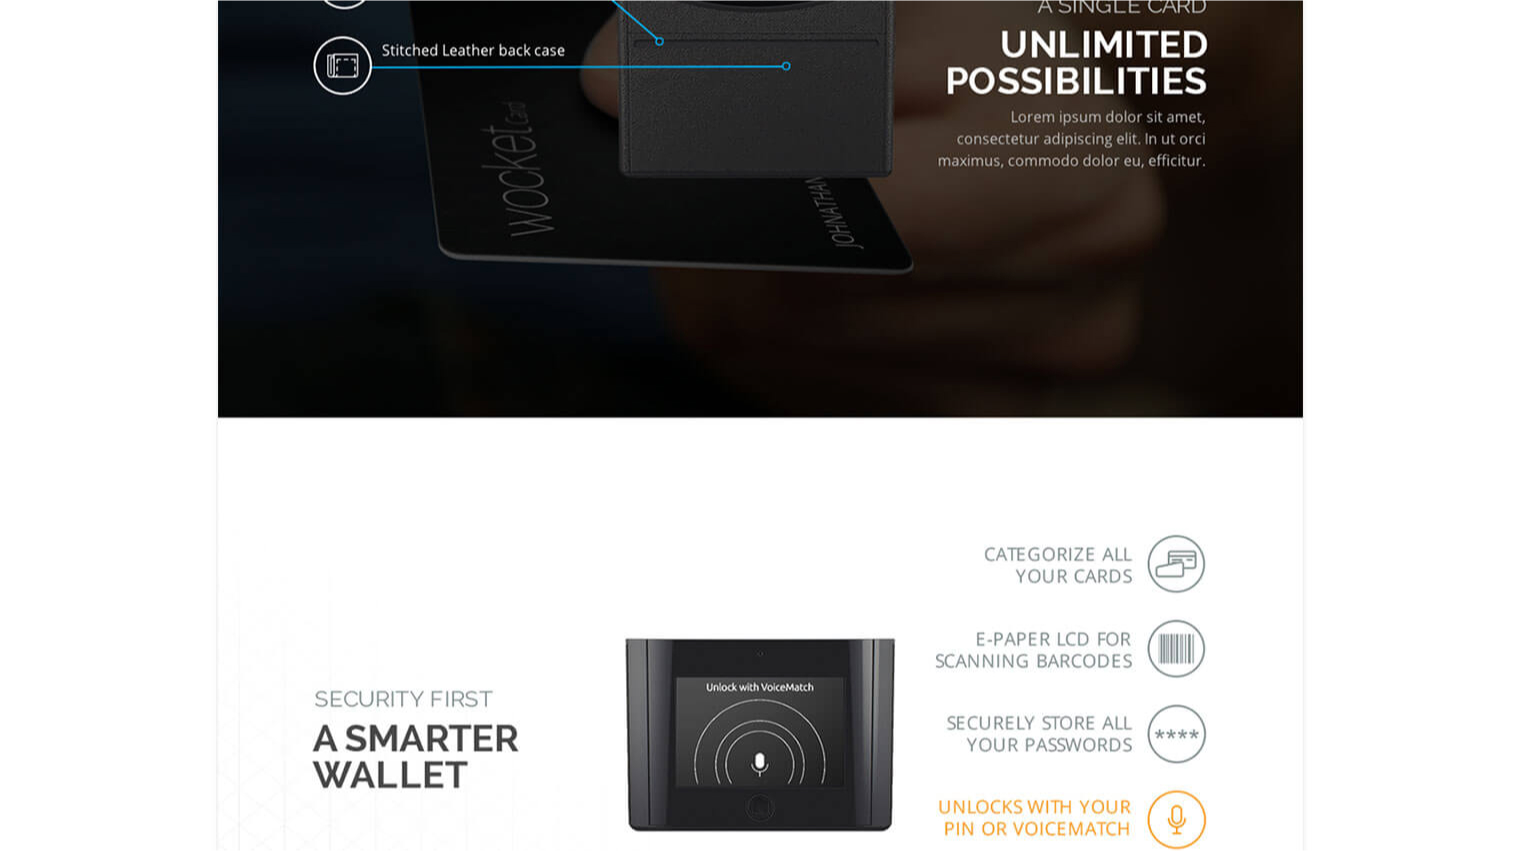 Stitched Leather back case
A SINGLE CARD
UNLIMITED
POSSIBILITIES
Lorem ipsum dolor sit amet,
consectetur adipiscing elit. In ut orci
maximus, commodo dolor eu, efficitur.
wocket Card
JOHNATHAN
CATEGORIZE ALL
YOUR CARDS
E-PAPER LCD FOR
SCANNING BARCODES
SECURELY STORE ALL
YOUR PASSWORDS
****
UNLOCKS WITH YOUR
PIN OR VOICEMATCH
SECURITY FIRST
A SMARTER
WALLET
Unlock with VoiceMatch